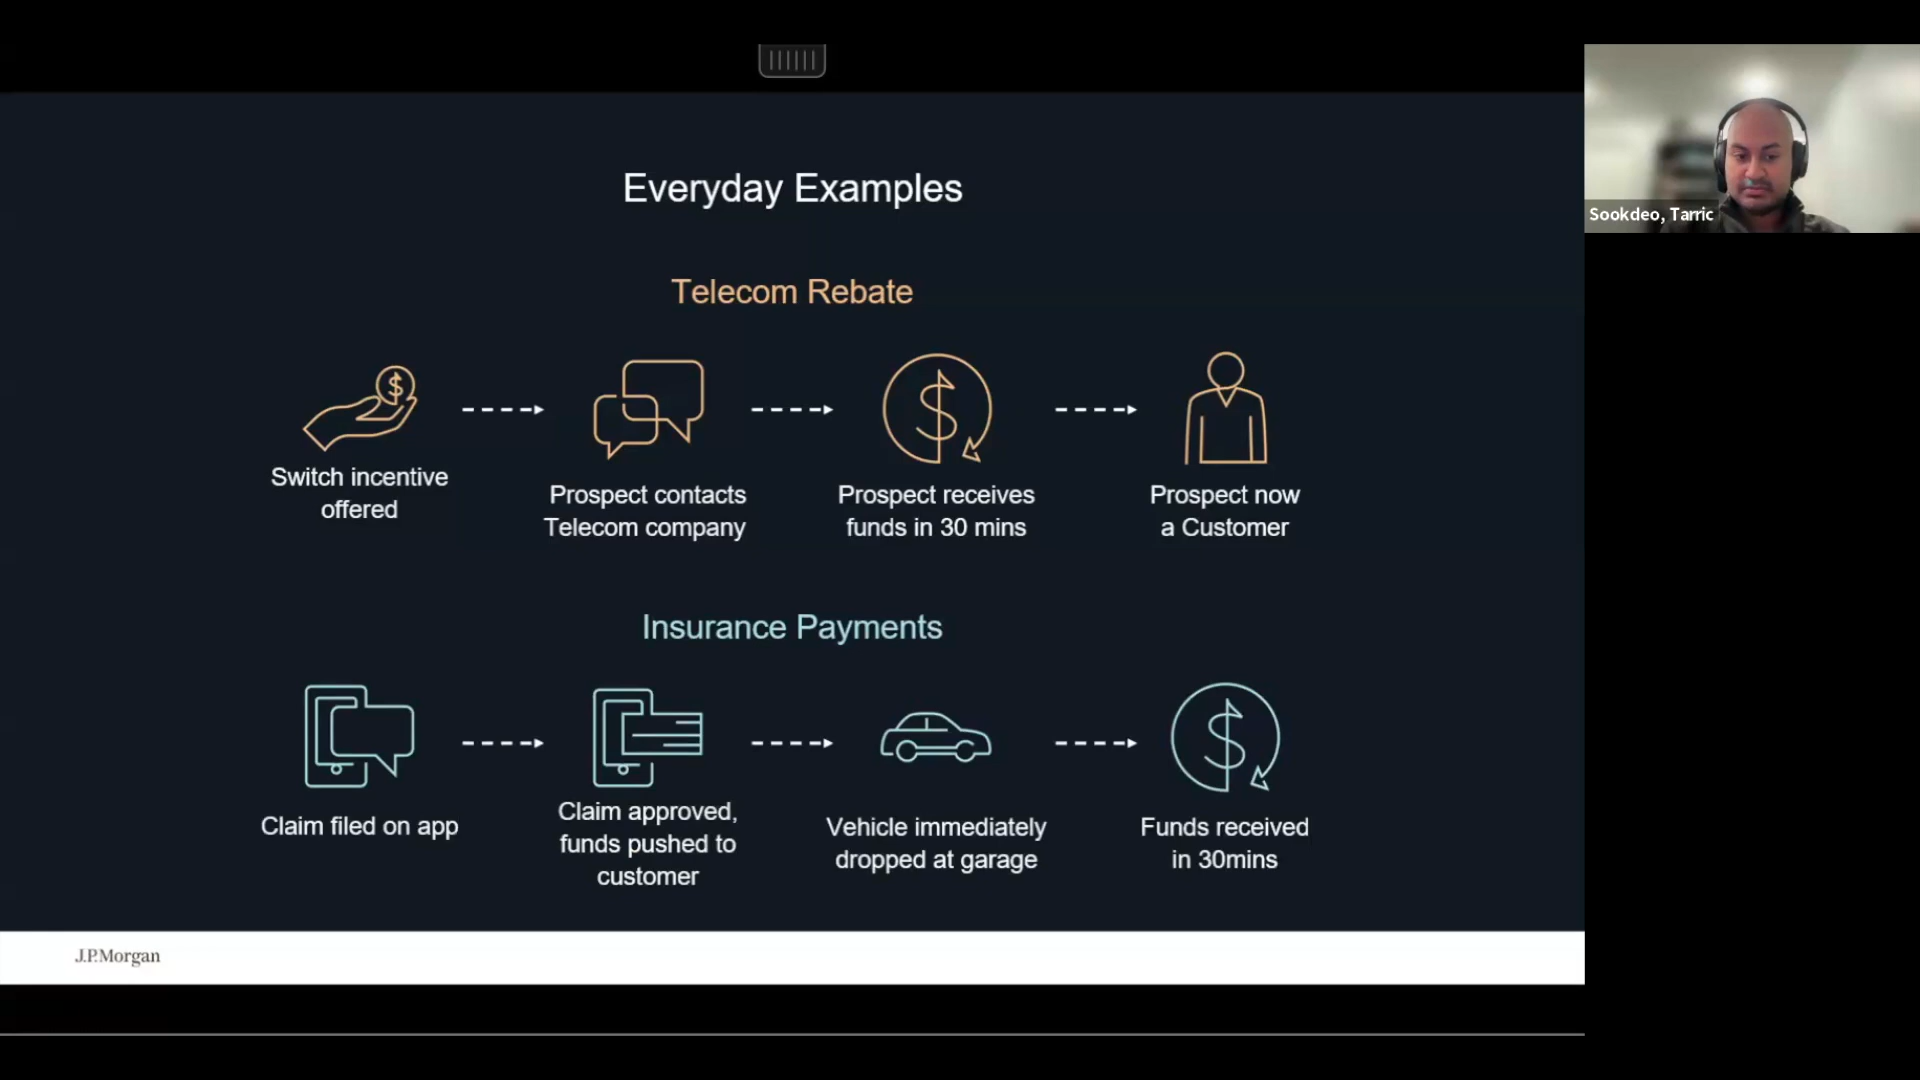 Everyday Examples
Telecom Rebate
Switch incentive
offered
Prospect contacts
Telecom company
Prospect receives
funds in 30 mins
Prospect now
a Customer
Insurance Payments
Claim filed on app
Claim approved,
funds pushed to
customer
Vehicle immediately
dropped at garage
Funds received
in 30mins
J.P.Morgan
Sookdeo, Tarric